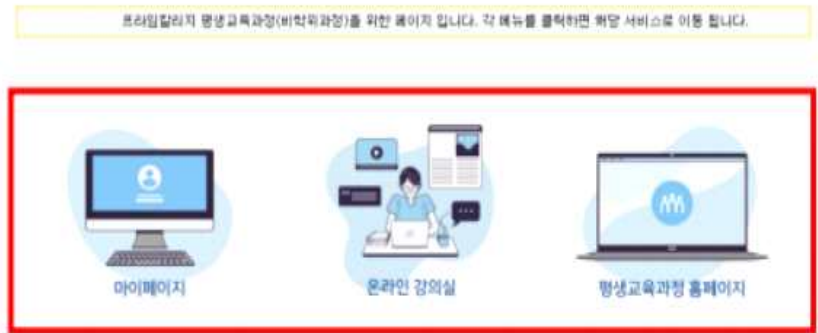 프라임칼리지 평생교육과정(비학위과정)을 위한 페이지 입니다. 각 메뉴를 클릭하면 해당 서비스로 이동 됩니다.
마이페이지
온라인 강의실
평생교육과정 홈페이지